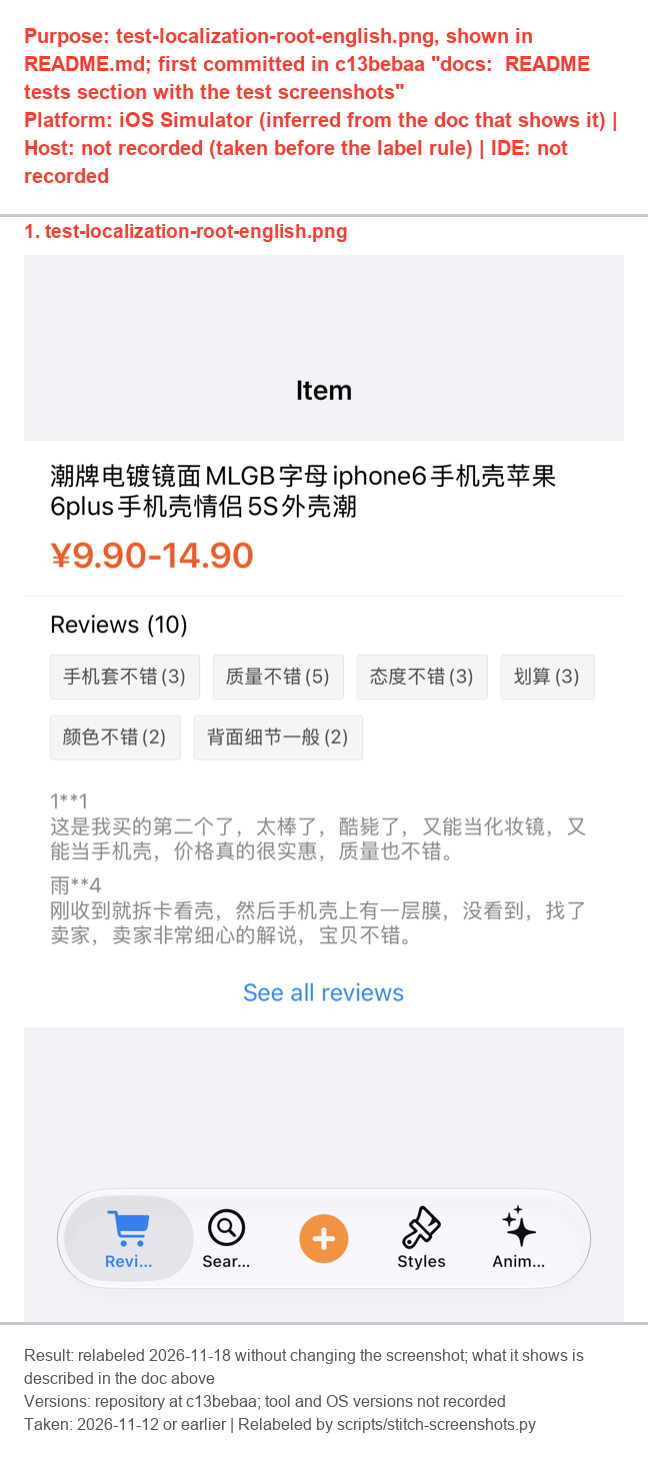 Purpose: test-localization-root-english.png, shown in
README.md; first committed in c13bebaa "docs:  README
tests section with the test screenshots"
Platform: iOS Simulator (inferred from the doc that shows it) |
Host: not recorded (taken before the label rule) | IDE: not
recorded
1. test-localization-root-english.png
Item
潮牌电镀镜面MLGB字母iphone6手机壳苹果
6plus手机壳情侣5S外壳潮
¥9.90-14.90
Reviews (10)
手机套不错(3) 质量不错(5) 态度不错(3) 划算(3)
颜色不错(2) 背面细节一般(2)
1**1
这是我买的第二个了，太棒了，酷毙了，又能当化妆镜，又
能当手机壳，价格真的很实惠，质量也不错。
雨**4
刚收到就拆卡看壳，然后手机壳上有一层膜，没看到，找了
卖家，卖家非常细心的解说，宝贝不错。
See all reviews
Revi... Sear... Styles Anim...
Result: relabeled 2026-11-18 without changing the screenshot; what it shows is
described in the doc above
Versions: repository at c13bebaa; tool and OS versions not recorded
Taken: 2026-11-12 or earlier | Relabeled by scripts/stitch-screenshots.py